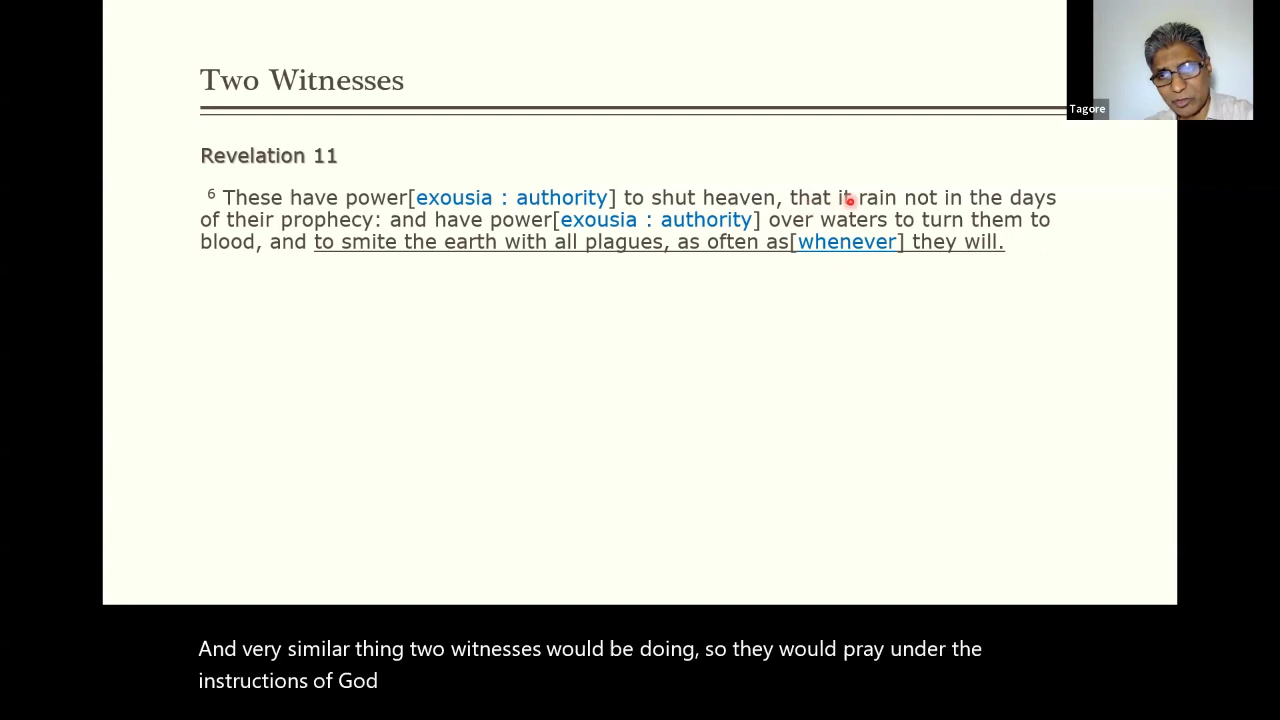 Two Witnesses
Tagore
Revelation 11
6 These have power[exousia : authority] to shut heaven, that it rain not in the days
of their prophecy: and have power[exousia : authority] over waters to turn them to
blood, and to smite the earth with all plagues, as often as[whenever] they will.
And very similar thing two witnesses would be doing, so they would pray under the
instructions of God